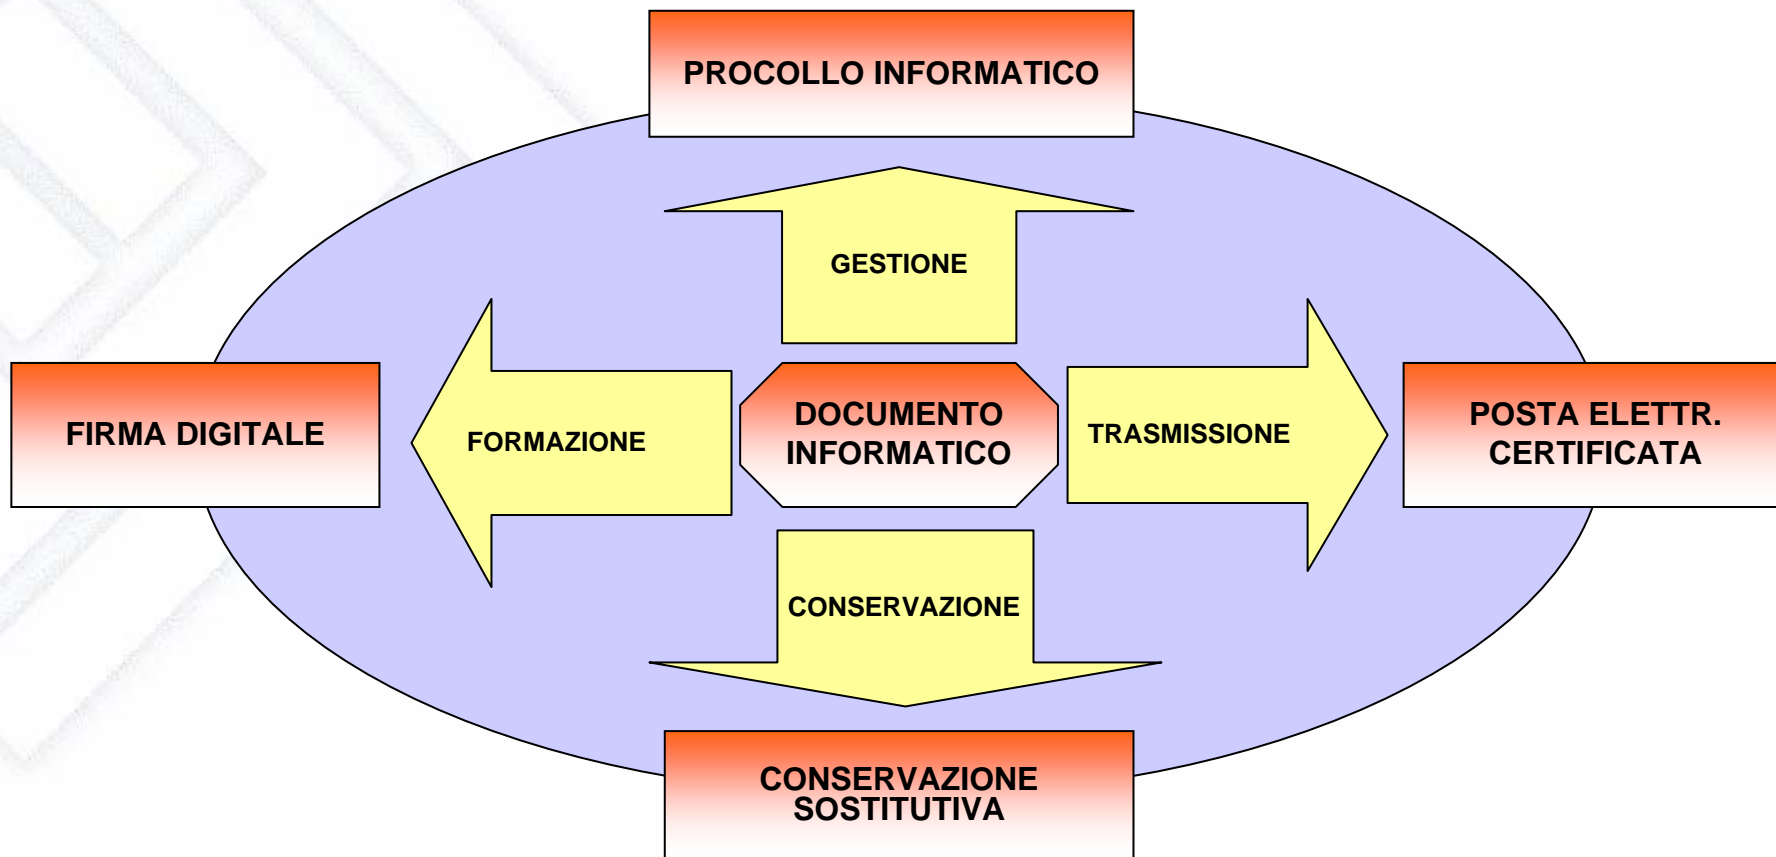 PROCOLLO INFORMATICO
GESTIONE
FIRMA DIGITALE
FORMAZIONE
DOCUMENTO
INFORMATICO
TRASMISSIONE
POSTA ELETTR.
CERTIFICATA
CONSERVAZIONE
CONSERVAZIONE
SOSTITUTIVA